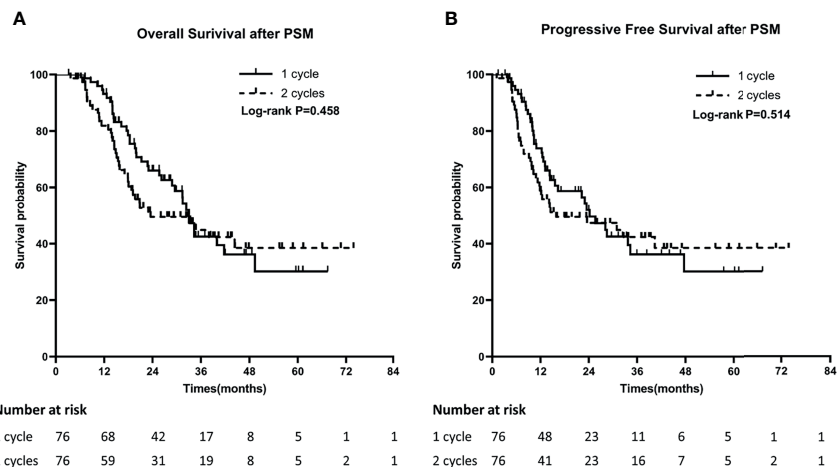 A
Overall Surivival after PSM
1 cycle
2 cycles
Log-rank P=0.458
Survival probability
100
80
60
40
20
0
0 12 24 36 48 60 72 84
Times(months)
Number at risk
cycle 76 68 42 17 8 5 1 1
cycles 76 59 31 19 8 5 2 1
B
Progressive Free Survival after PSM
1 cycle
2 cycles
Log-rank P=0.514
Survival probability
100
80
60
40
20
0
0 12 24 36 48 60 72 84
Times(months)
Number at risk
1 cycle 76 48 23 11 6 5 1 1
2 cycles 76 41 23 16 7 5 2 1